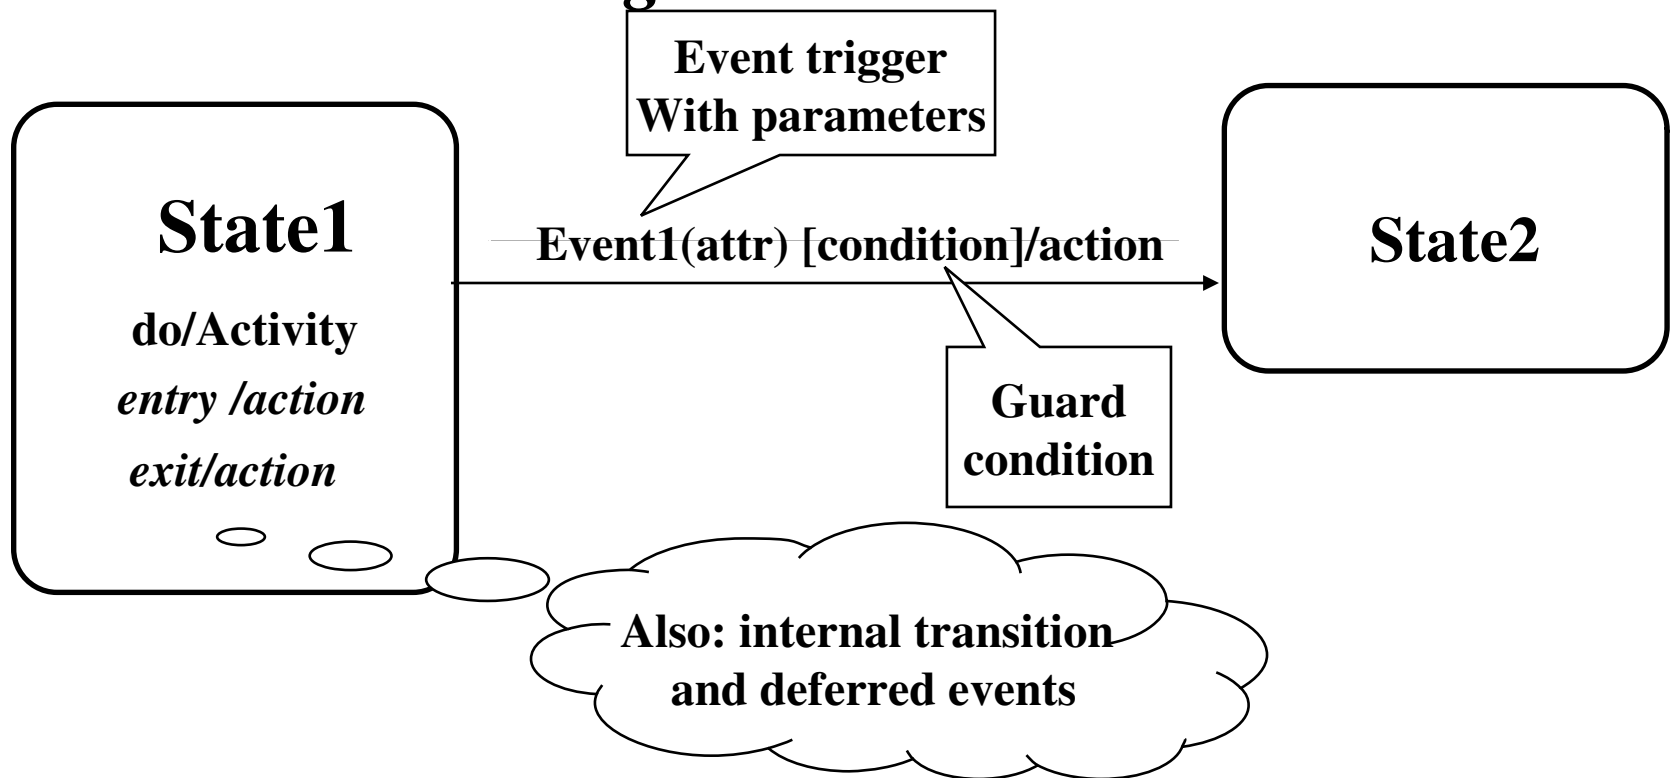 Event trigger
With parameters
State1
Event1(attr) [condition]/action
State2
do/Activity
entry /action
exit/action
Guard
condition
Also: internal transition
and deferred events